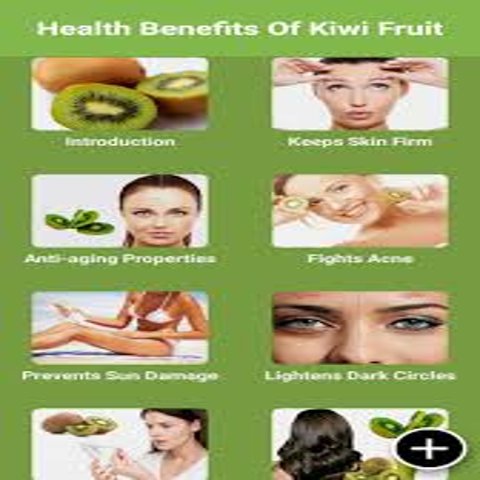 Health Benefits Of Kiwi Fruit
Introduction
Keeps Skin Firm
Anti-aging Properties
Fights Acne
Prevents Sun Damage
Lightens Dark Circles